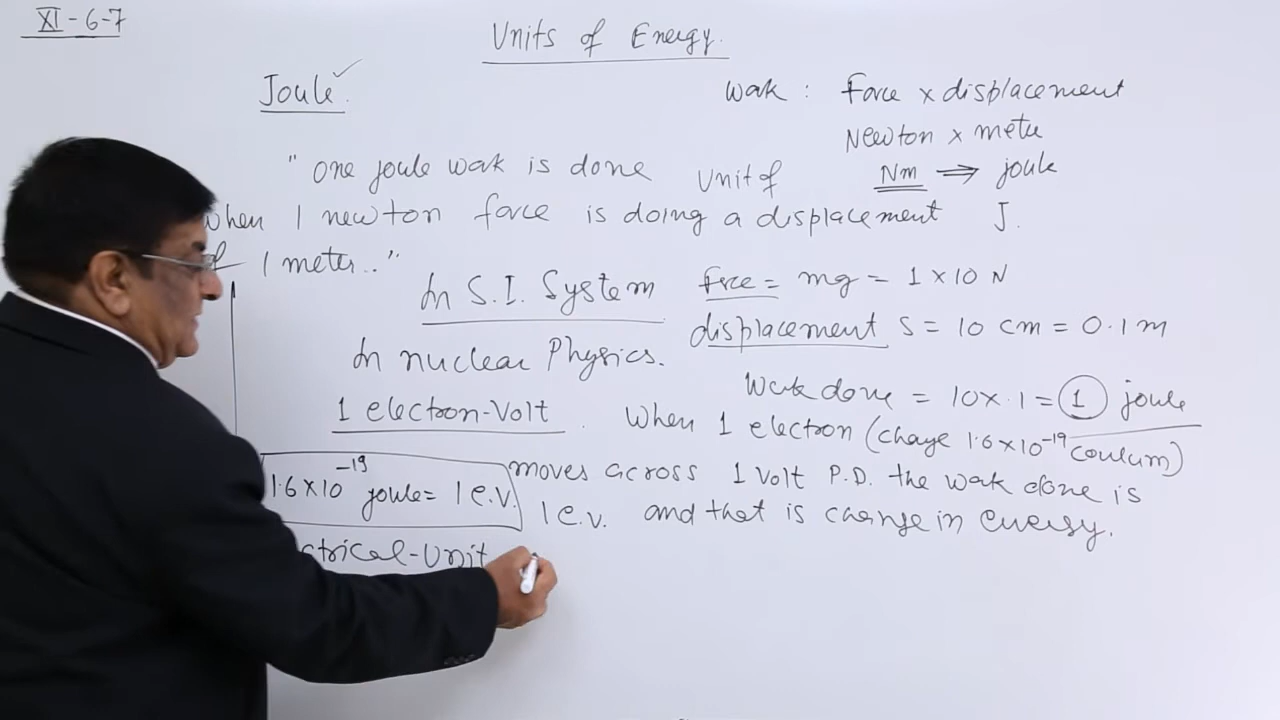 XI-6-7
Units of Energy.
Joule.
Work : Force x displacement
Newton x metre
Unit of Nm ⇒ joule
J.
"One joule work is done
when 1 newton force is doing a displacement
of 1 meter.."
In S.I. System
force = mg = 1 x 10 N
displacement S = 10 cm = 0.1 m
Work done = 10 x .1 = 1 joule
In nuclear Physics.
1 electron-Volt. When 1 electron (charge 1.6 x 10⁻¹⁹ coulum)
moves across 1 Volt P.D. the work done is
1 e.v. and that is change in energy.
1.6 x 10⁻¹⁹ joule = 1 e.v.
ctrical-Unit